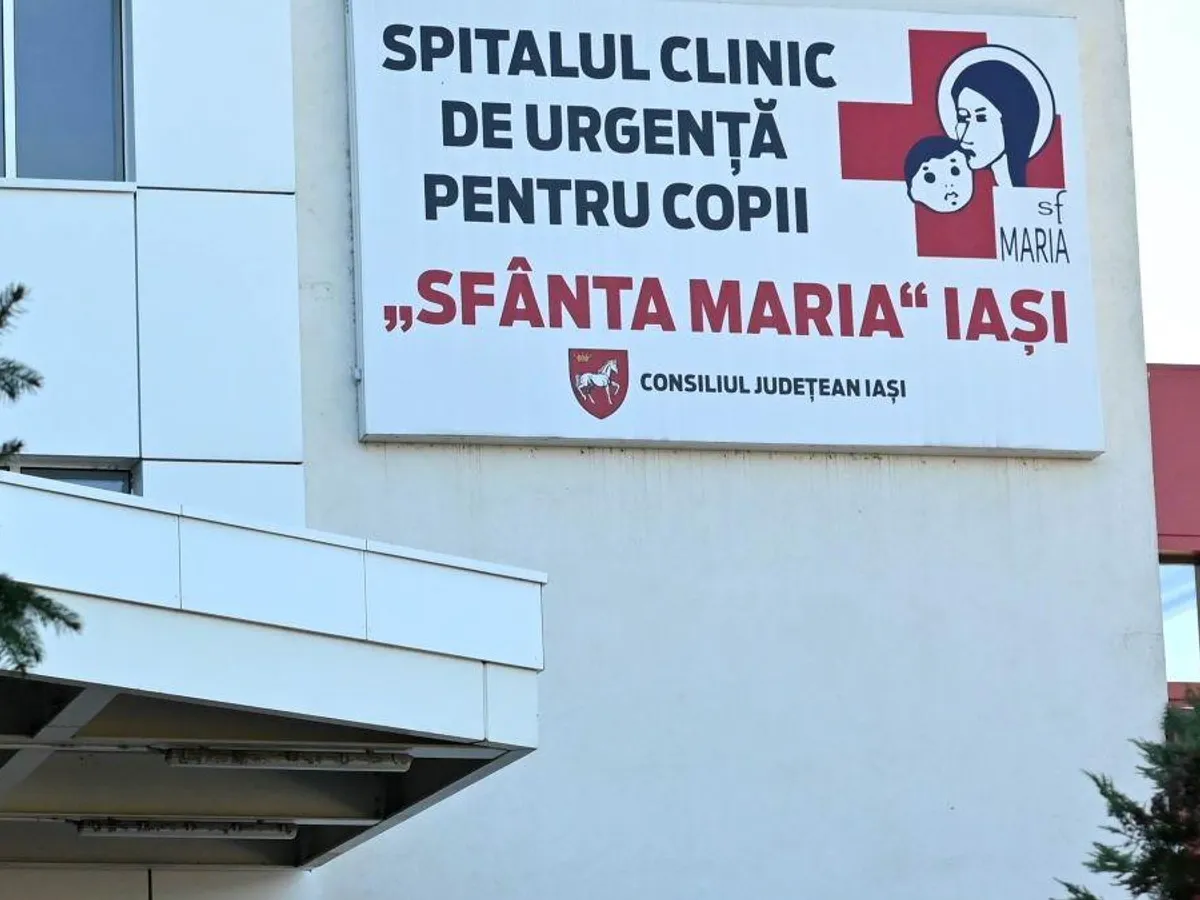 SPITALUL CLINIC
DE URGENȚĂ
PENTRU COPII
sf
MARIA
„SFÂNTA MARIA“ IAȘI
CONSILIUL JUDEȚEAN IAȘI